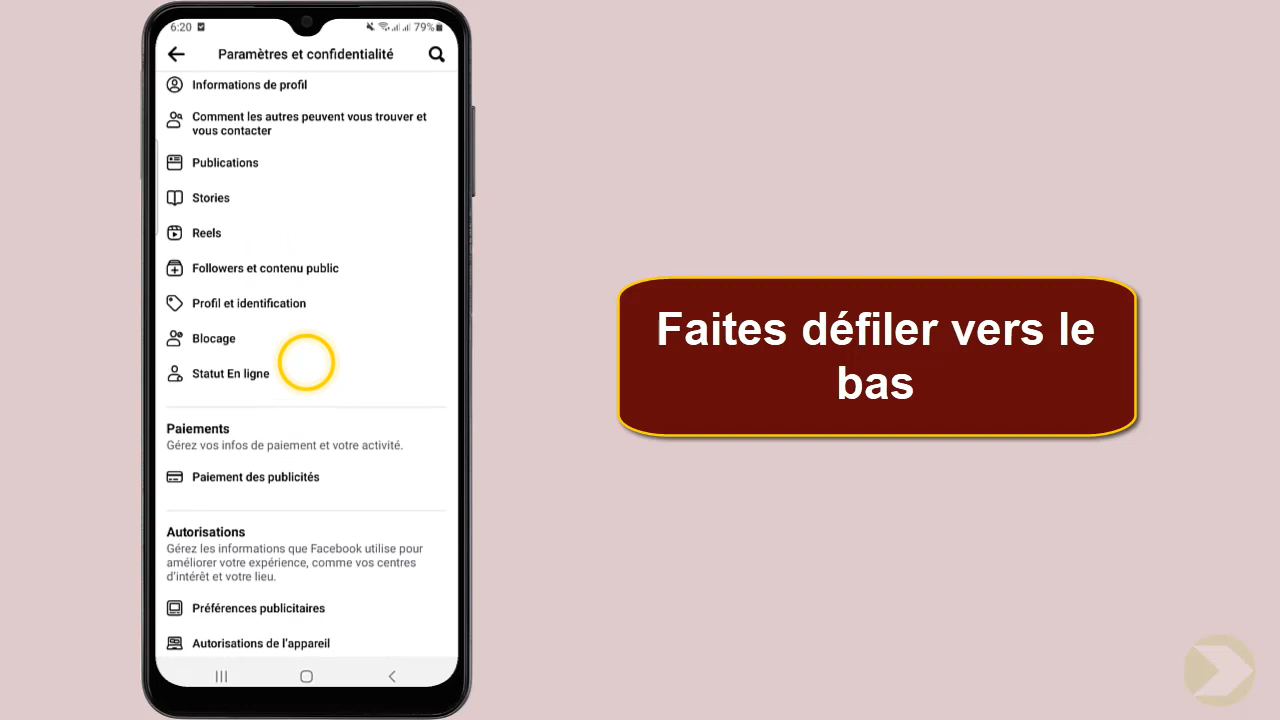 6:20
79%
Paramètres et confidentialité
Informations de profil
Comment les autres peuvent vous trouver et
vous contacter
Publications
Stories
Reels
Followers et contenu public
Profil et identification
Blocage
Statut En ligne
Paiements
Gérez vos infos de paiement et votre activité.
Paiement des publicités
Autorisations
Gérez les informations que Facebook utilise pour
améliorer votre expérience, comme vos centres
d'intérêt et votre lieu.
Préférences publicitaires
Autorisations de l'appareil
Faites défiler vers le
bas